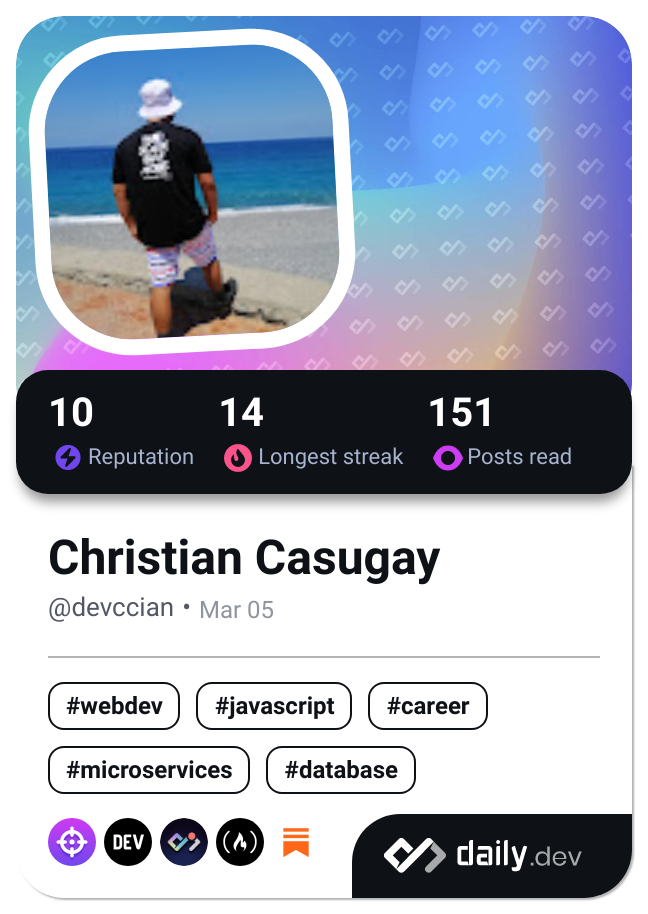 10 14 151
Reputation Longest streak Posts read
Christian Casugay
@devccian • Mar 05
#webdev #javascript #career
#microservices #database
DEV
daily.dev